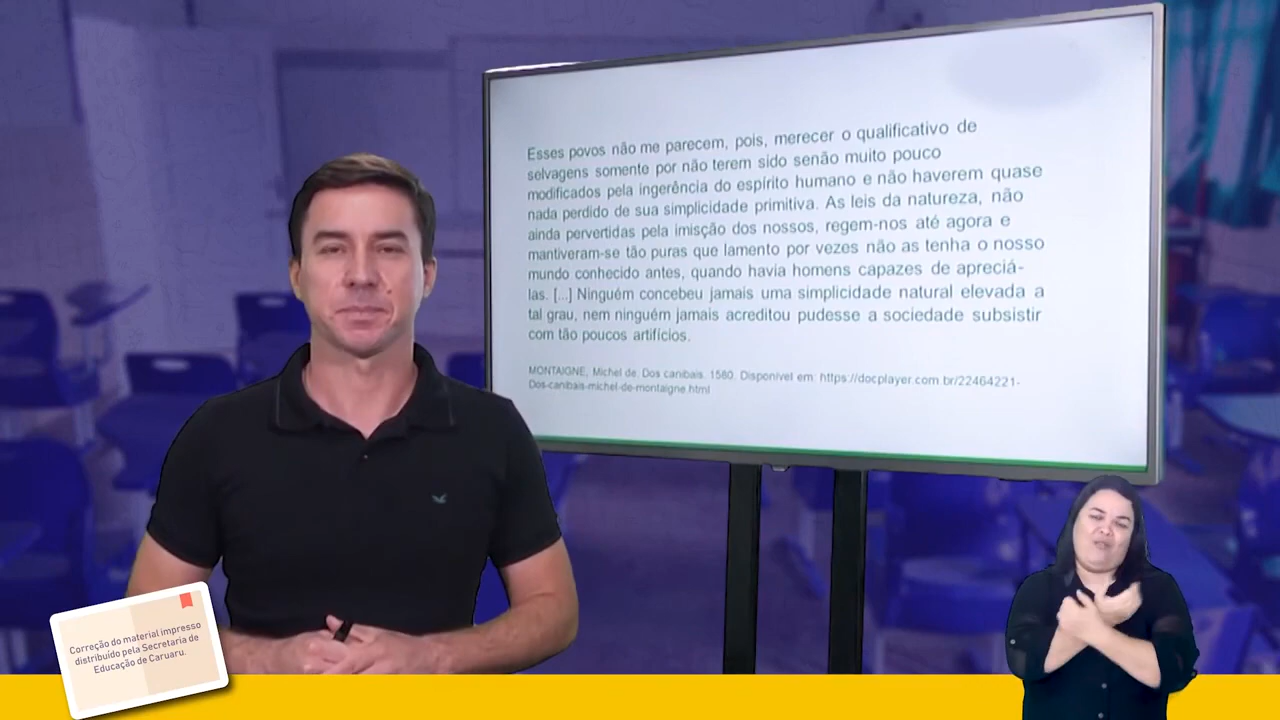 Esses povos não me parecem, pois, merecer o qualificativo de
selvagens somente por não terem sido senão muito pouco
modificados pela ingerência do espírito humano e não haverem quase
nada perdido de sua simplicidade primitiva. As leis da natureza, não
ainda pervertidas pela imisção dos nossos, regem-nos até agora e
mantiveram-se tão puras que lamento por vezes não as tenha o nosso
mundo conhecido antes, quando havia homens capazes de apreciá-
las. [...] Ninguém concebeu jamais uma simplicidade natural elevada a
tal grau, nem ninguém jamais acreditou pudesse a sociedade subsistir
com tão poucos artifícios.
MONTAIGNE, Michel de. Dos canibais. 1580. Disponível em: https://docplayer.com.br/22464221-
Dos-canibais-michel-de-montaigne.html
Correção do material impresso
distribuído pela Secretaria de
Educação de Caruaru.